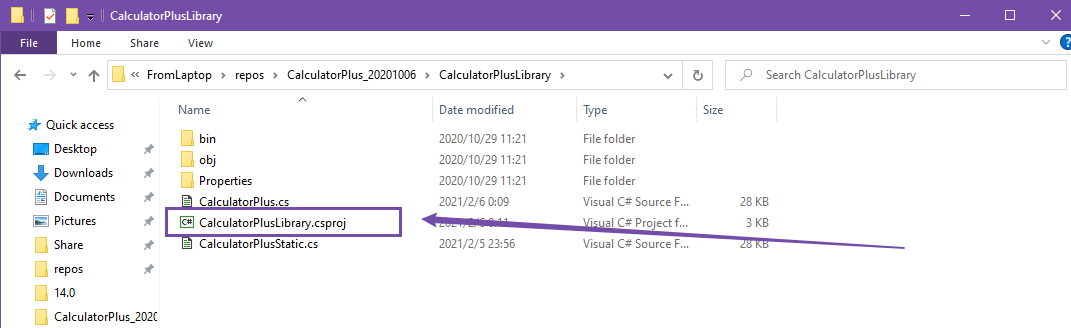 CalculatorPlusLibrary
File Home Share View
« FromLaptop > repos > CalculatorPlus_20201006 > CalculatorPlusLibrary > Search CalculatorPlusLibrary
Name Date modified Type Size
Quick access
Desktop
Downloads
Documents
Pictures
Share
repos
14.0
CalculatorPlus_2020
bin 2020/10/29 11:21 File folder
obj 2020/10/29 11:21 File folder
Properties 2020/10/29 11:21 File folder
CalculatorPlus.cs 2021/2/6 0:09 Visual C# Source F... 28 KB
C# CalculatorPlusLibrary.csproj 2021/2/6 0:11 Visual C# Project f... 3 KB
CalculatorPlusStatic.cs 2021/2/5 23:56 Visual C# Source F... 28 KB